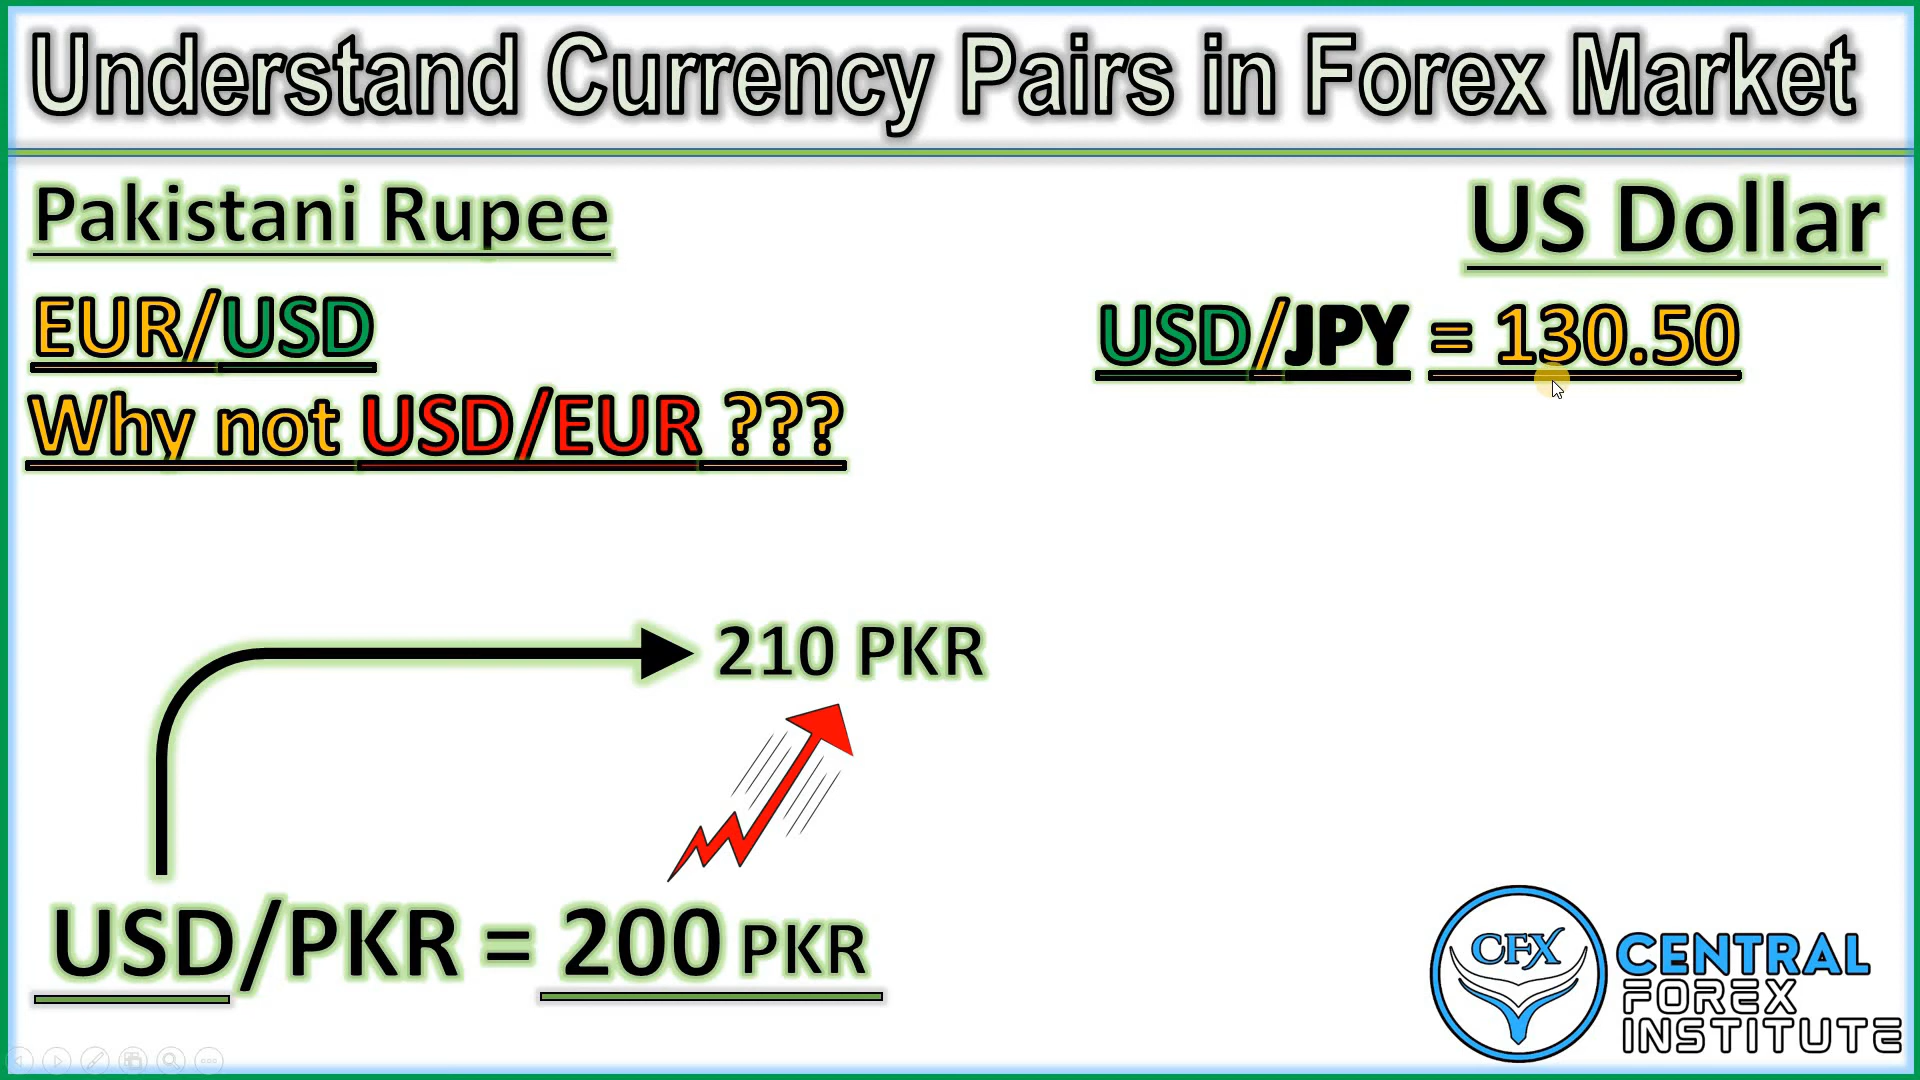 Understand Currency Pairs in Forex Market
Pakistani Rupee
US Dollar
EUR/USD
USD/JPY = 130.50
Why not USD/EUR ???
210 PKR
USD/PKR = 200 PKR
CFX
CENTRAL
FOREX
INSTITUTE